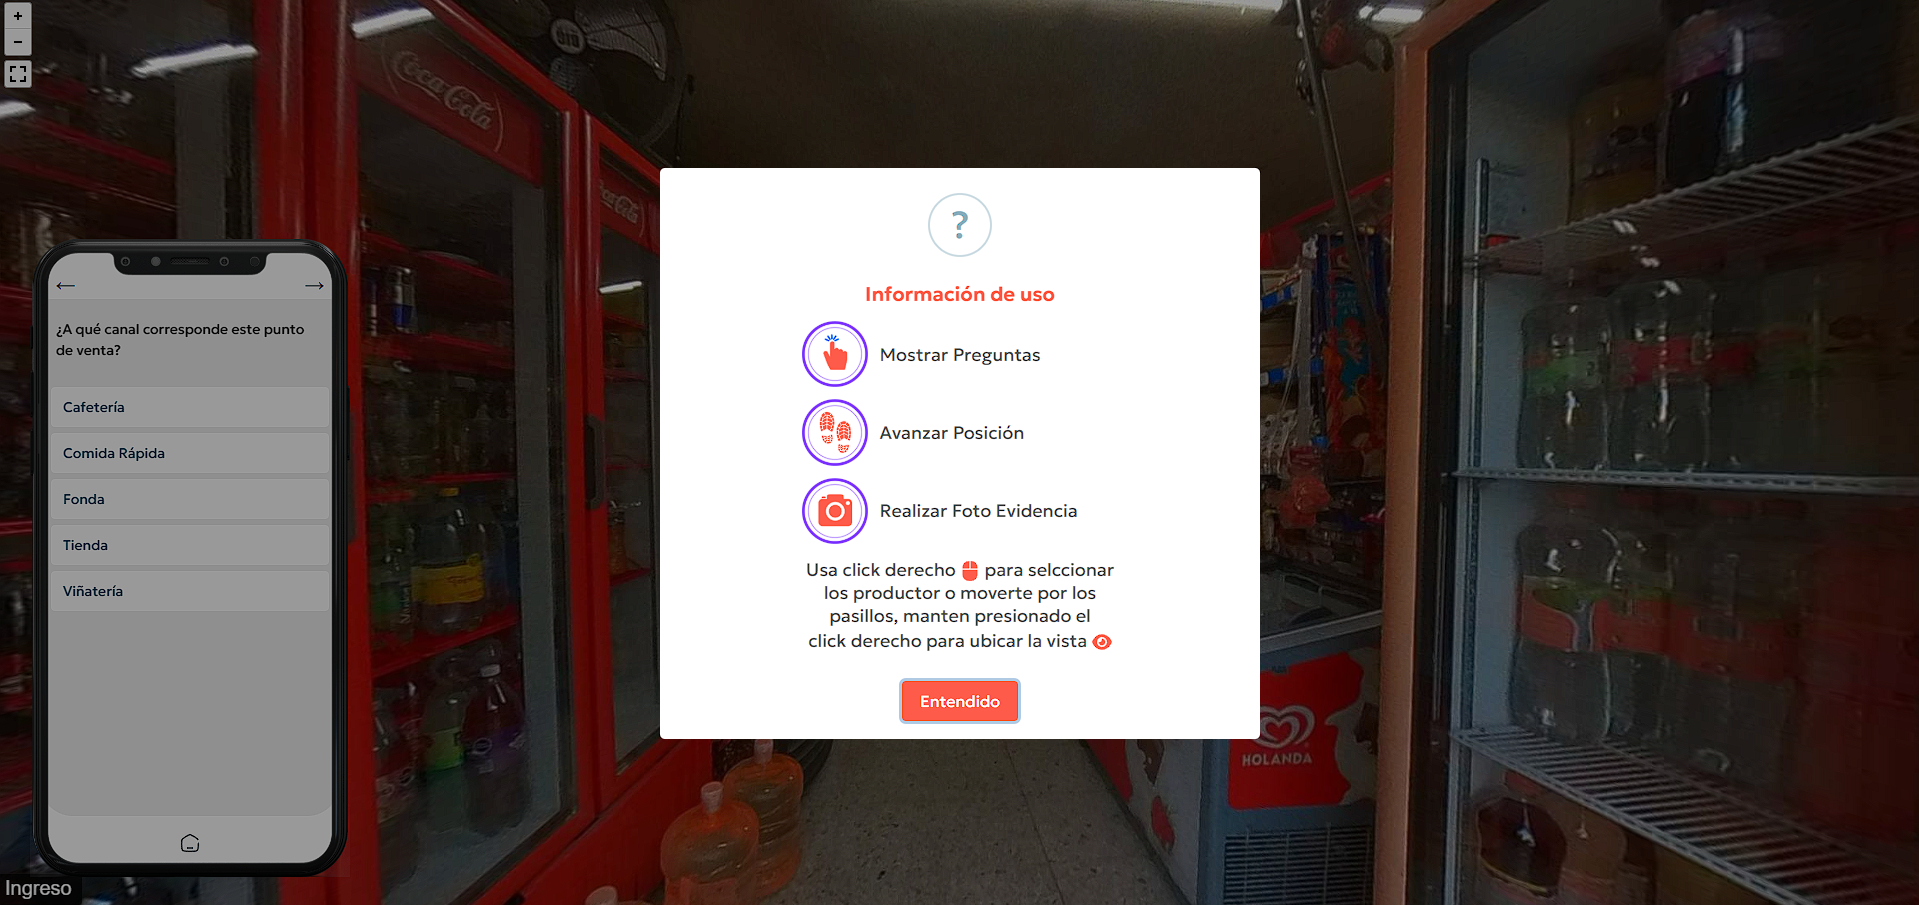 +
-
Coca-Cola
Coca-Cola
?
Información de uso
Mostrar Preguntas
Avanzar Posición
Realizar Foto Evidencia
Usa click derecho para selccionar
los productor o moverte por los
pasillos, manten presionado el
click derecho para ubicar la vista
Entendido
← →
¿A qué canal corresponde este punto
de venta?
Cafetería
Comida Rápida
Fonda
Tienda
Viñatería
HOLANDA
Ingreso